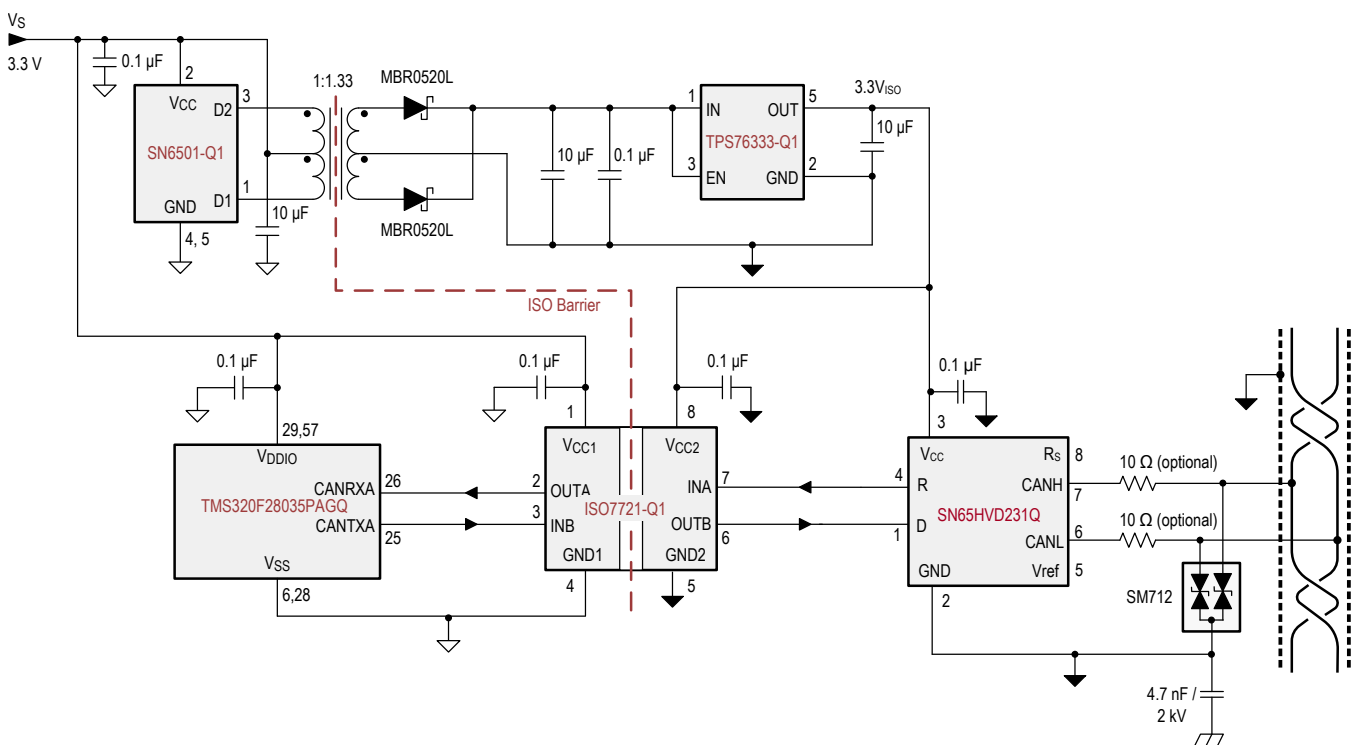 VS
3.3 V
0.1 µF
2
VCC
D2
3
SN6501-Q1
1
GND
D1
4, 5
10 µF
1:1.33
MBR0520L
MBR0520L
10 µF
0.1 µF
1
IN
OUT
5
TPS76333-Q1
3
EN
GND
2
3.3VISO
10 µF
ISO Barrier
0.1 µF
0.1 µF
0.1 µF
0.1 µF
29,57
VDDIO
CANRXA
26
TMS320F28035PAGQ
CANTXA
25
VSS
6,28
1
VCC1
2
OUTA
3
INB
GND1
4
ISO7721-Q1
8
VCC2
INA
7
OUTB
6
GND2
5
3
VCC
RS
8
4
R
CANH
7
SN65HVD231Q
1
D
CANL
6
GND
Vref
5
2
10 Ω (optional)
10 Ω (optional)
SM712
4.7 nF /
2 kV